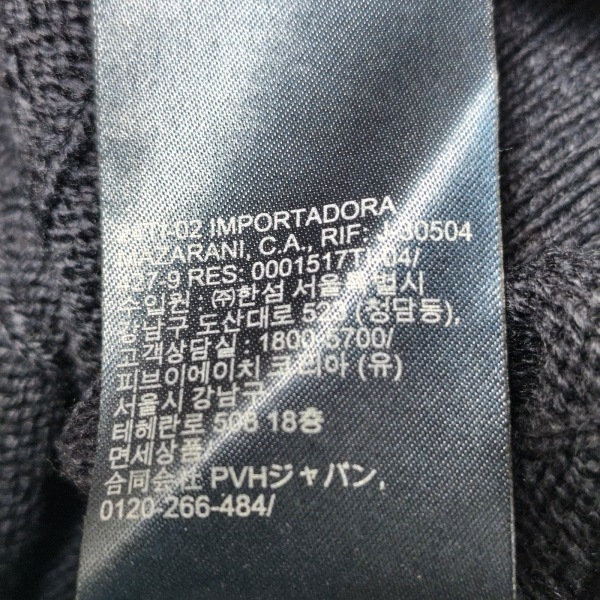 IMPORTADORA
MAZARANI, C.A., RIF:
RES:
수입원 : ㈜한섬 서울특별시
강남구 도산대로 (청담동),
고객상담실 : 1800-5700/
피브이에이치 코리아 (유)
서울시 강남구
테헤란로 508 18층
면세상품/
合同会社 PVHジャパン,
0120-266-484/